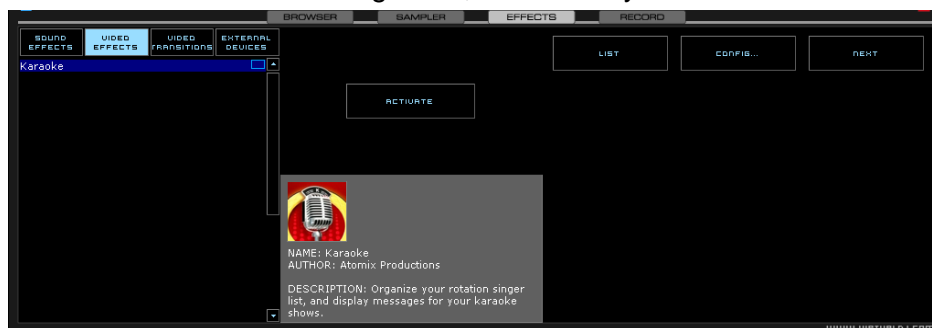 BROWSER SAMPLER EFFECTS RECORD
SOUND EFFECTS
VIDEO EFFECTS
VIDEO TRANSITIONS
EXTERNAL DEVICES
LIST CONFIG... NEXT
Karaoke
ACTIVATE
NAME: Karaoke
AUTHOR: Atomix Productions
DESCRIPTION: Organize your rotation singer
list, and display messages for your karaoke
shows.